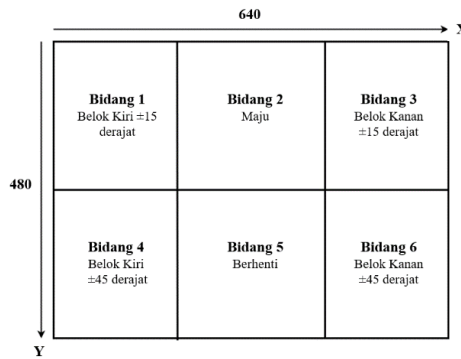 640
X
Bidang 1
Belok Kiri ±15
derajat
Bidang 2
Maju
Bidang 3
Belok Kanan
±15 derajat
480
Bidang 4
Belok Kiri
±45 derajat
Bidang 5
Berhenti
Bidang 6
Belok Kanan
±45 derajat
Y